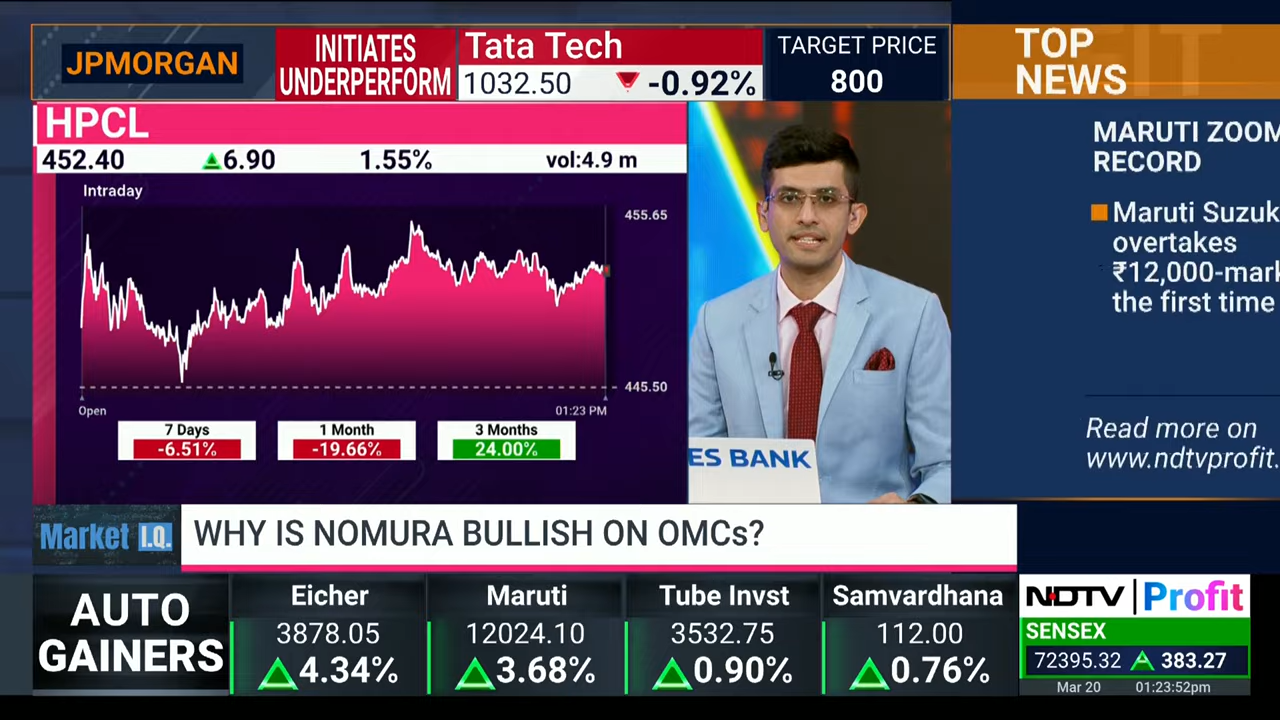 JPMORGAN
INITIATES
UNDERPERFORM
Tata Tech
1032.50 -0.92%
TARGET PRICE
800
TOP
NEWS
HPCL
452.40 6.90 1.55% vol:4.9 m
Intraday
455.65
445.50
Open 01:23 PM
7 Days
-6.51%
1 Month
-19.66%
3 Months
24.00%
ES BANK
MARUTI ZOOM
RECORD
Maruti Suzuk
overtakes
₹12,000-mark
the first time
Read more on
www.ndtvprofit.
Market I.Q.
WHY IS NOMURA BULLISH ON OMCs?
AUTO
GAINERS
Eicher
3878.05
4.34%
Maruti
12024.10
3.68%
Tube Invst
3532.75
0.90%
Samvardhana
112.00
0.76%
NDTV Profit
SENSEX
72395.32 383.27
Mar 20 01:23:52pm